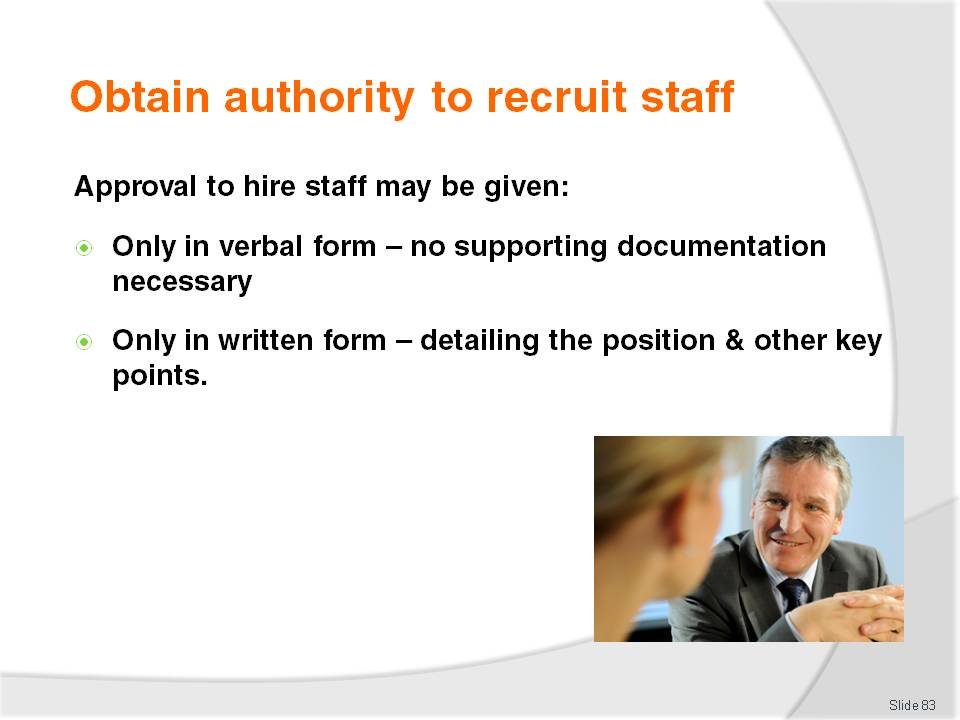 Obtain authority to recruit staff
Approval to hire staff may be given:
Only in verbal form – no supporting documentation
necessary
Only in written form – detailing the position & other key
points.
Slide 83